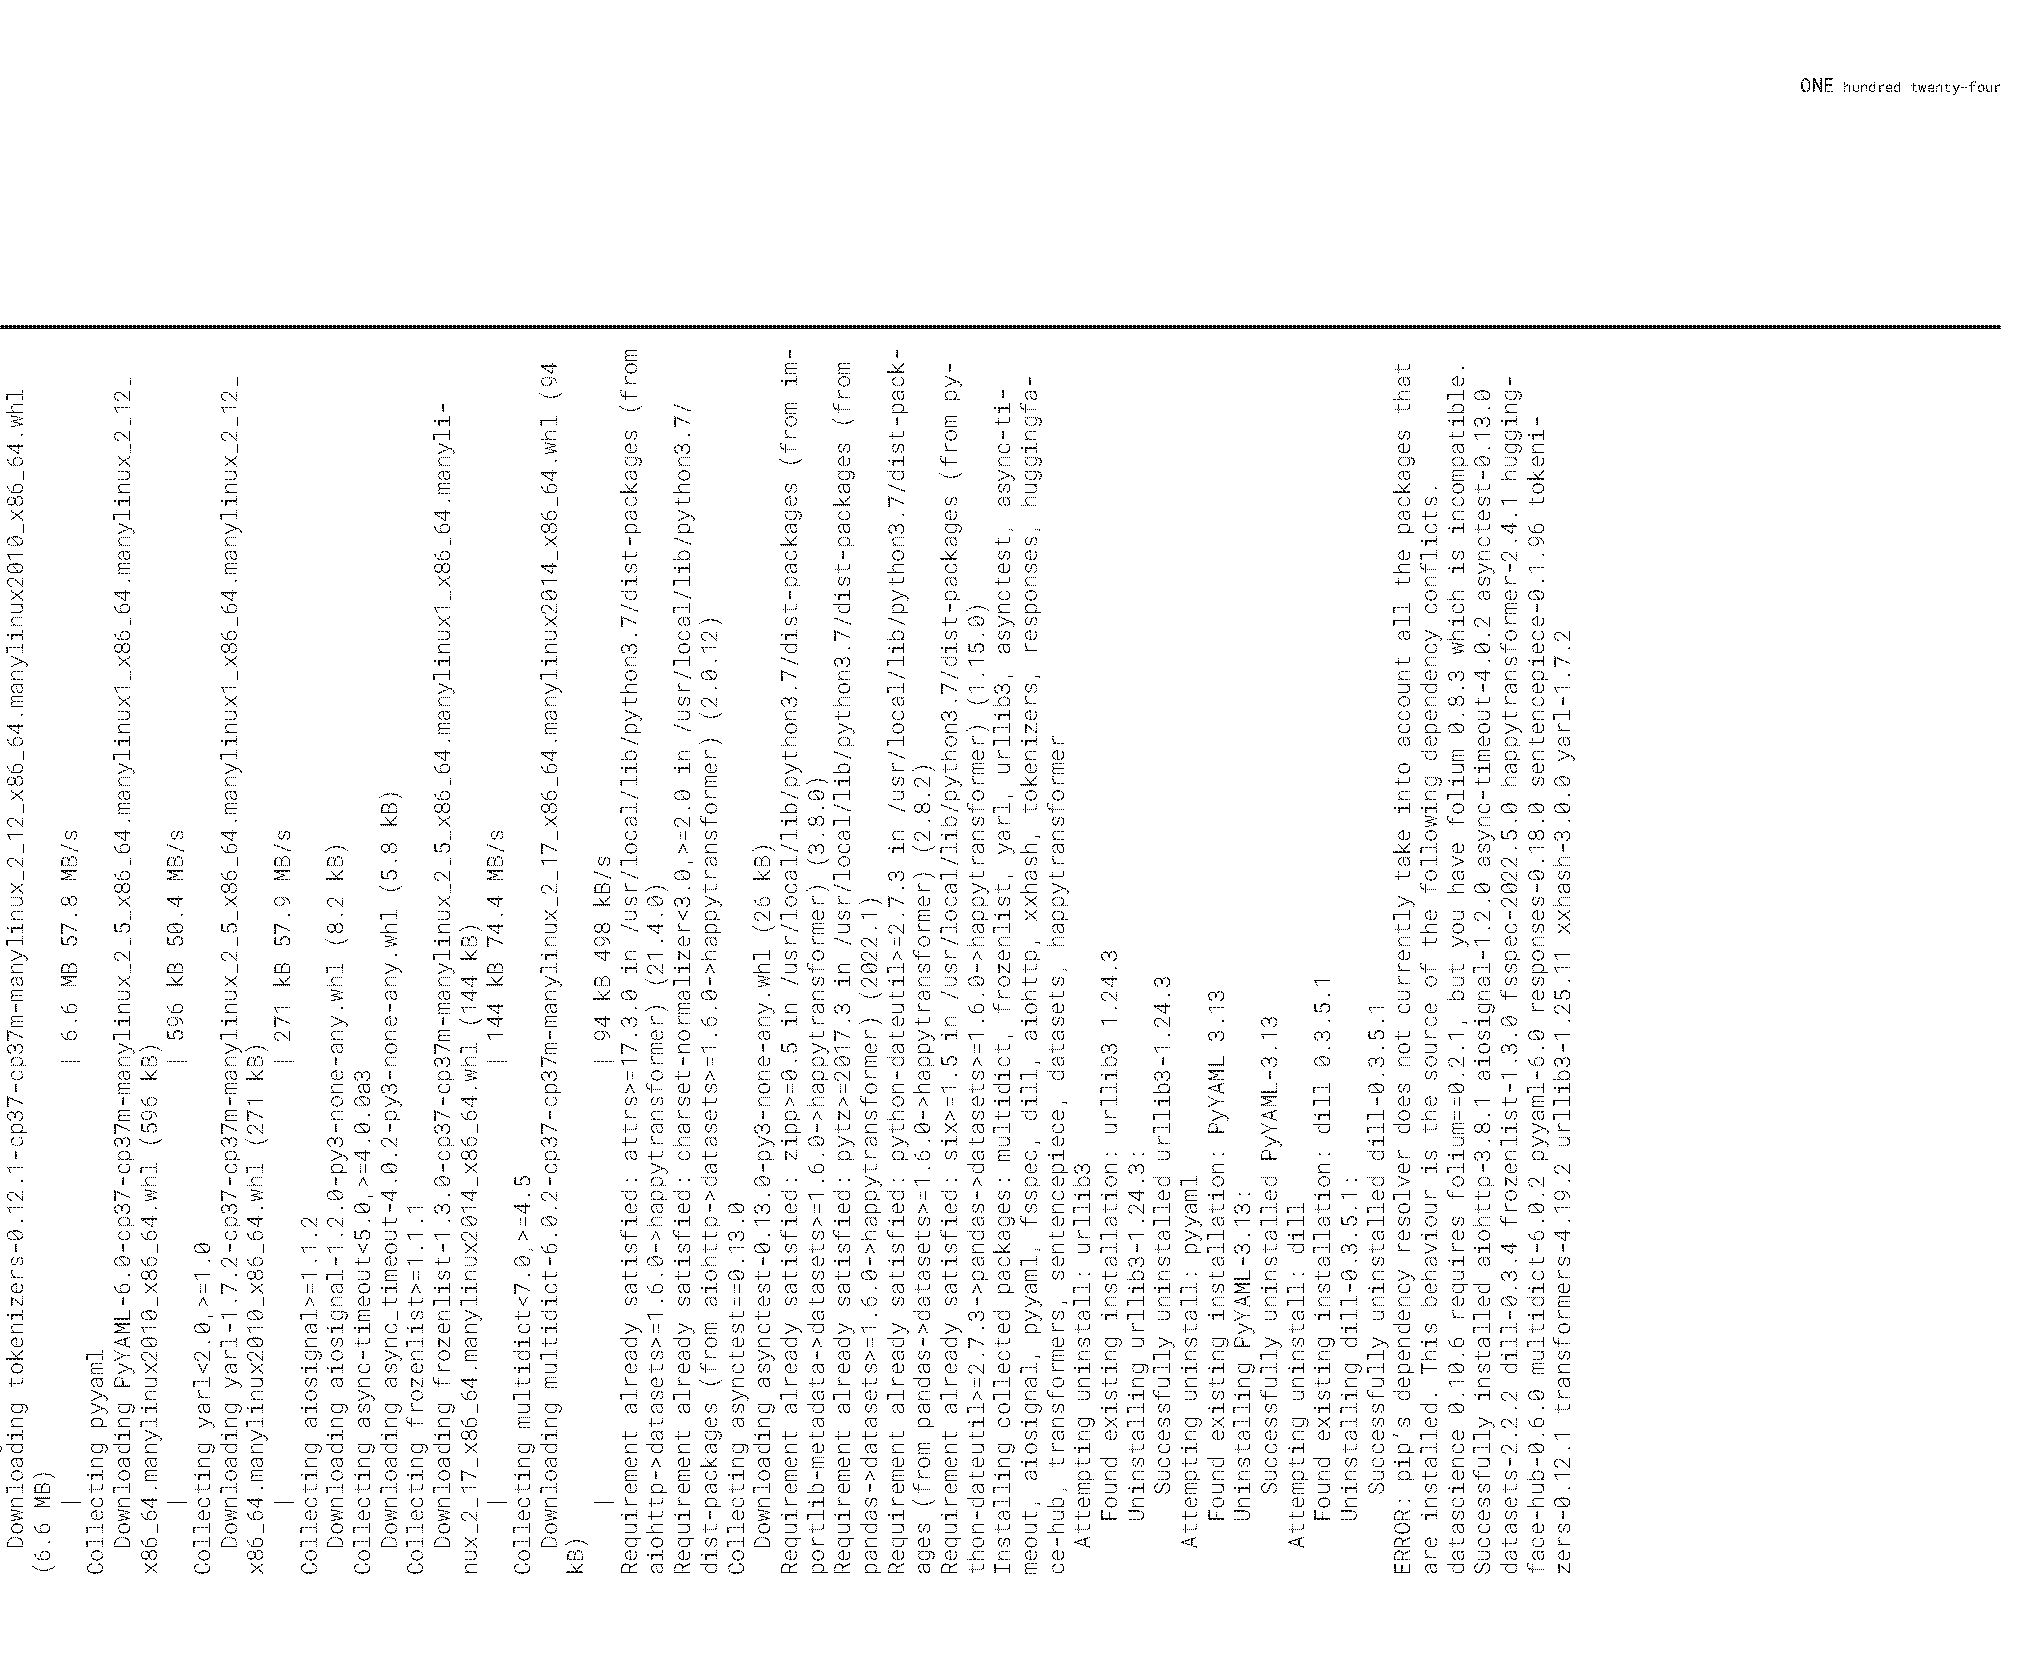 ONE hundred twenty-four
Downloading tokenizers-0.12.1-cp37-cp37m-manylinux_2_12_x86_64.manylinux2010_x86_64.whl
(6.6 MB)
| | 6.6 MB 57.8 MB/s
Collecting pyyaml
Downloading PyYAML-6.0-cp37-cp37m-manylinux_2_5_x86_64.manylinux1_x86_64.manylinux_2_12_
x86_64.manylinux2010_x86_64.whl (596 kB)
| | 596 kB 50.4 MB/s
Collecting yarl<2.0,>=1.0
Downloading yarl-1.7.2-cp37-cp37m-manylinux_2_5_x86_64.manylinux1_x86_64.manylinux_2_12_
x86_64.manylinux2010_x86_64.whl (271 kB)
| | 271 kB 57.9 MB/s
Collecting aiosignal>=1.1.2
Downloading aiosignal-1.2.0-py3-none-any.whl (8.2 kB)
Collecting async-timeout<5.0,>=4.0.0a3
Downloading async_timeout-4.0.2-py3-none-any.whl (5.8 kB)
Collecting frozenlist>=1.1.1
Downloading frozenlist-1.3.0-cp37-cp37m-manylinux_2_5_x86_64.manylinux1_x86_64.manyli-
nux_2_17_x86_64.manylinux2014_x86_64.whl (144 kB)
| | 144 kB 74.4 MB/s
Collecting multidict<7.0,>=4.5
Downloading multidict-6.0.2-cp37-cp37m-manylinux_2_17_x86_64.manylinux2014_x86_64.whl (94
kB)
| | 94 kB 498 kB/s
Requirement already satisfied: attrs>=17.3.0 in /usr/local/lib/python3.7/dist-packages (from
aiohttp->datasets>=1.6.0->happytransformer) (21.4.0)
Requirement already satisfied: charset-normalizer<3.0,>=2.0 in /usr/local/lib/python3.7/
dist-packages (from aiohttp->datasets>=1.6.0->happytransformer) (2.0.12)
Collecting asynctest==0.13.0
Downloading asynctest-0.13.0-py3-none-any.whl (26 kB)
Requirement already satisfied: zipp>=0.5 in /usr/local/lib/python3.7/dist-packages (from im-
portlib-metadata->datasets>=1.6.0->happytransformer) (3.8.0)
Requirement already satisfied: pytz>=2017.3 in /usr/local/lib/python3.7/dist-packages (from
pandas->datasets>=1.6.0->happytransformer) (2022.1)
Requirement already satisfied: python-dateutil>=2.7.3 in /usr/local/lib/python3.7/dist-pack-
ages (from pandas->datasets>=1.6.0->happytransformer) (2.8.2)
Requirement already satisfied: six>=1.5 in /usr/local/lib/python3.7/dist-packages (from py-
thon-dateutil>=2.7.3->pandas->datasets>=1.6.0->happytransformer) (1.15.0)
Installing collected packages: multidict, frozenlist, yarl, urllib3, asynctest, async-ti-
meout, aiosignal, pyyaml, fsspec, dill, aiohttp, xxhash, tokenizers, responses, huggingfa-
ce-hub, transformers, sentencepiece, datasets, happytransformer
Attempting uninstall: urllib3
Found existing installation: urllib3 1.24.3
Uninstalling urllib3-1.24.3:
Successfully uninstalled urllib3-1.24.3
Attempting uninstall: pyyaml
Found existing installation: PyYAML 3.13
Uninstalling PyYAML-3.13:
Successfully uninstalled PyYAML-3.13
Attempting uninstall: dill
Found existing installation: dill 0.3.5.1
Uninstalling dill-0.3.5.1:
Successfully uninstalled dill-0.3.5.1
ERROR: pip's dependency resolver does not currently take into account all the packages that
are installed. This behaviour is the source of the following dependency conflicts.
datascience 0.10.6 requires folium==0.2.1, but you have folium 0.8.3 which is incompatible.
Successfully installed aiohttp-3.8.1 aiosignal-1.2.0 async-timeout-4.0.2 asynctest-0.13.0
datasets-2.2.2 dill-0.3.4 frozenlist-1.3.0 fsspec-2022.5.0 happytransformer-2.4.1 hugging-
face-hub-0.6.0 multidict-6.0.2 pyyaml-6.0 responses-0.18.0 sentencepiece-0.1.96 tokeni-
zers-0.12.1 transformers-4.19.2 urllib3-1.25.11 xxhash-3.0.0 yarl-1.7.2